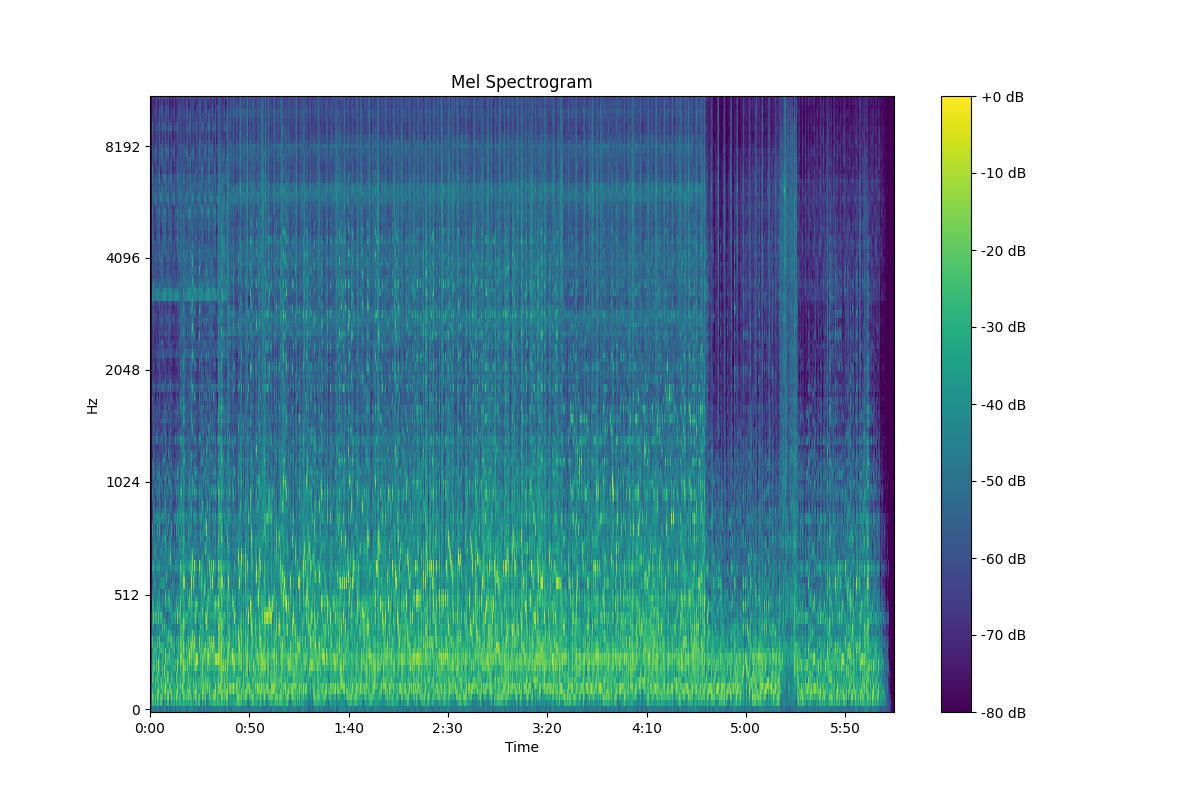 Mel Spectrogram
+0 dB
8192
-10 dB
-20 dB
4096
-30 dB
2048
-40 dB
Hz
1024
-50 dB
-60 dB
512
-70 dB
0
-80 dB
0:00 0:50 1:40 2:30 3:20 4:10 5:00 5:50
Time